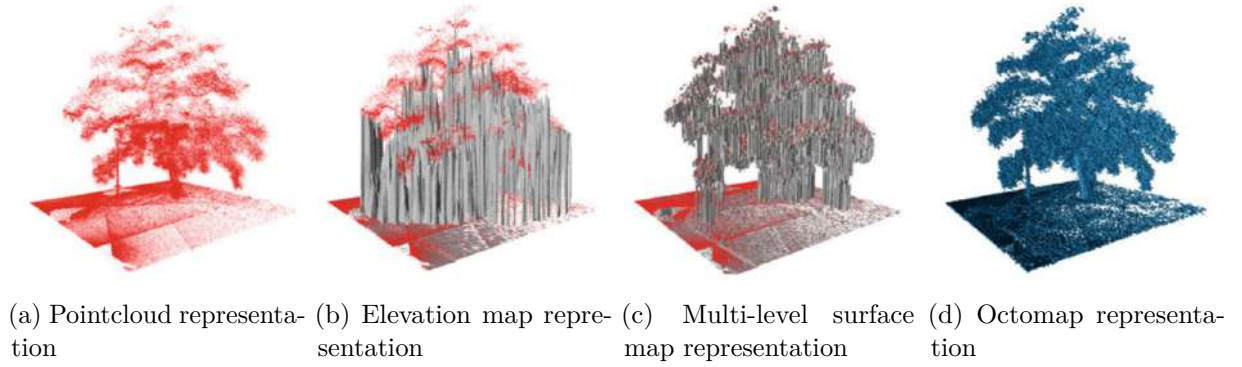 (a) Pointcloud representa-
tion
(b) Elevation map repre-
sentation
(c) Multi-level surface
map representation
(d) Octomap representa-
tion